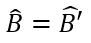 B̂ = B̂′